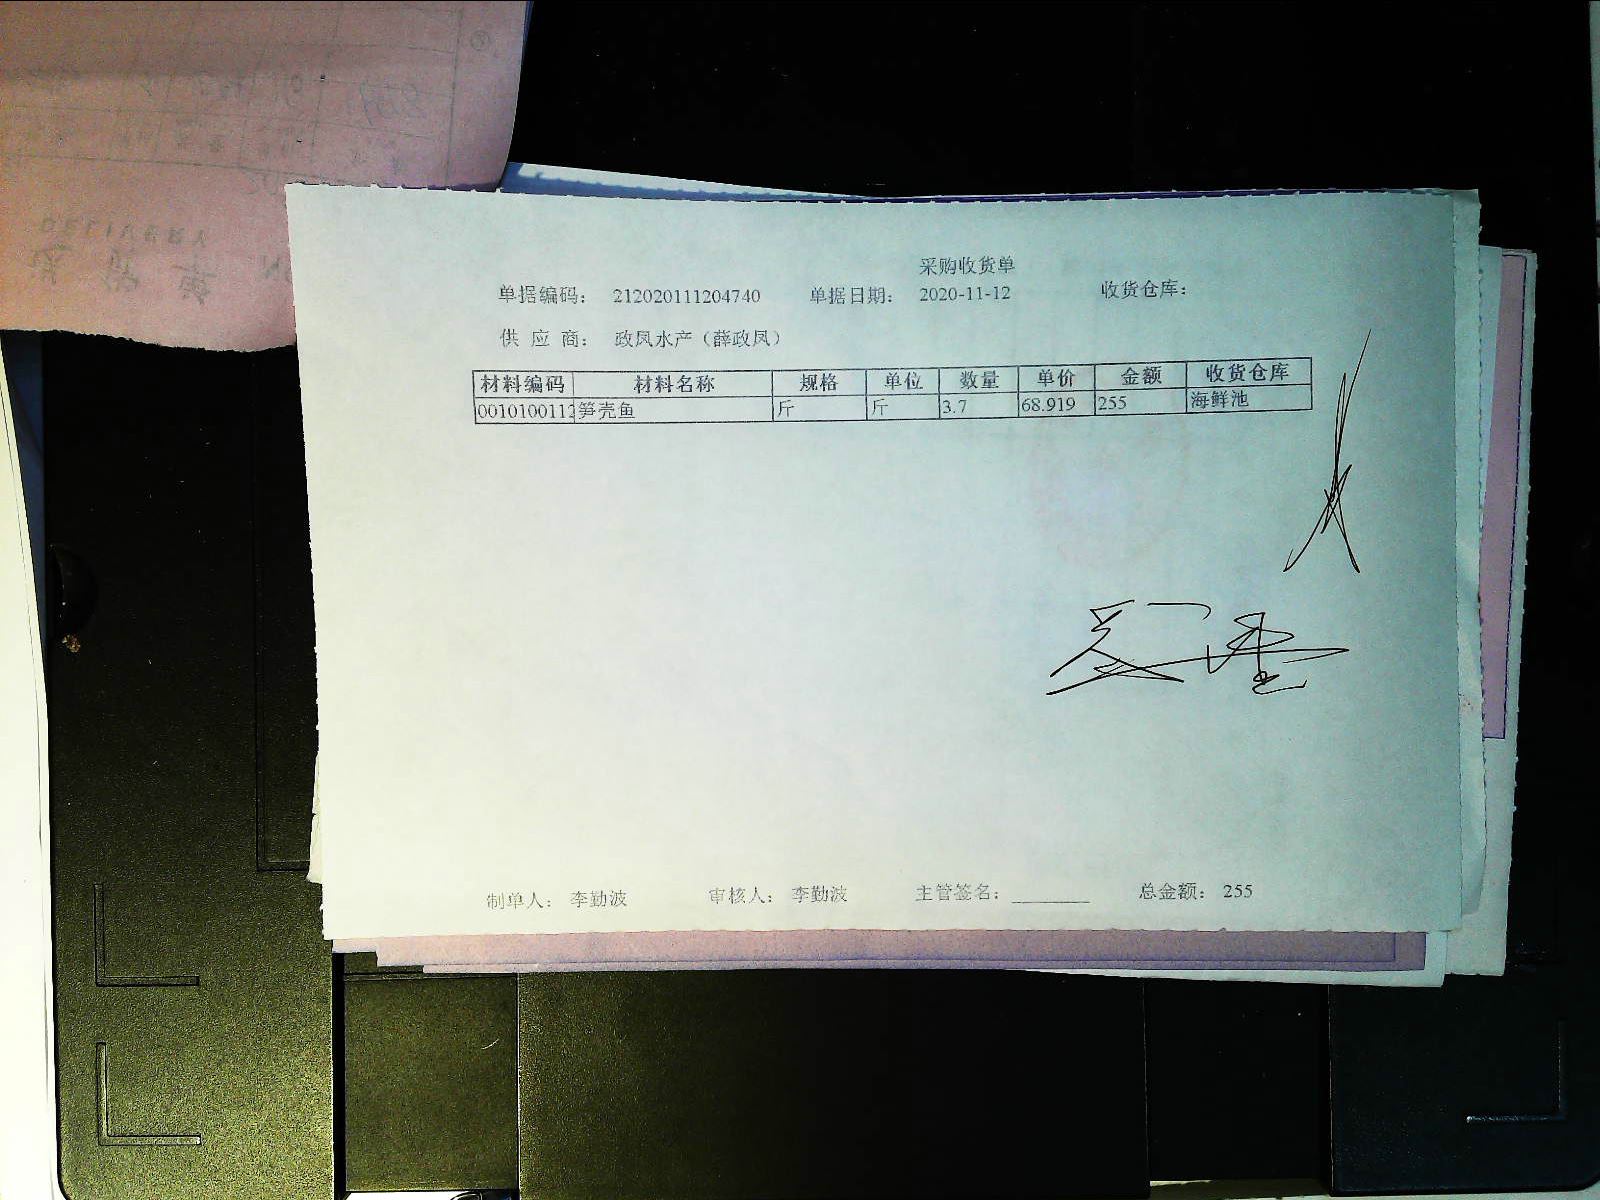 采购收货单
单据编码： 212020111204740 单据日期： 2020-11-12 收货仓库：
供 应 商： 政凤水产（薛政凤）
材料编码 材料名称 规格 单位 数量 单价 金额 收货仓库
0010100112 笋壳鱼 斤 斤 3.7 68.919 255 海鲜池
制单人： 李勤波 审核人： 李勤波 主管签名： 总金额： 255
DELIVERY